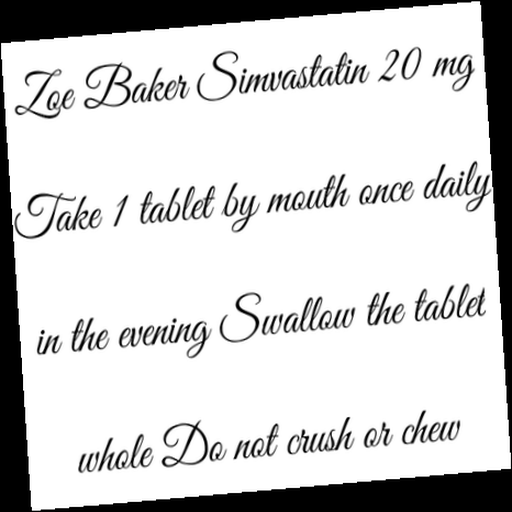 Zoe Baker Simvastatin 20 mg
Take 1 tablet by mouth once daily
in the evening Swallow the tablet
whole Do not crush or chew